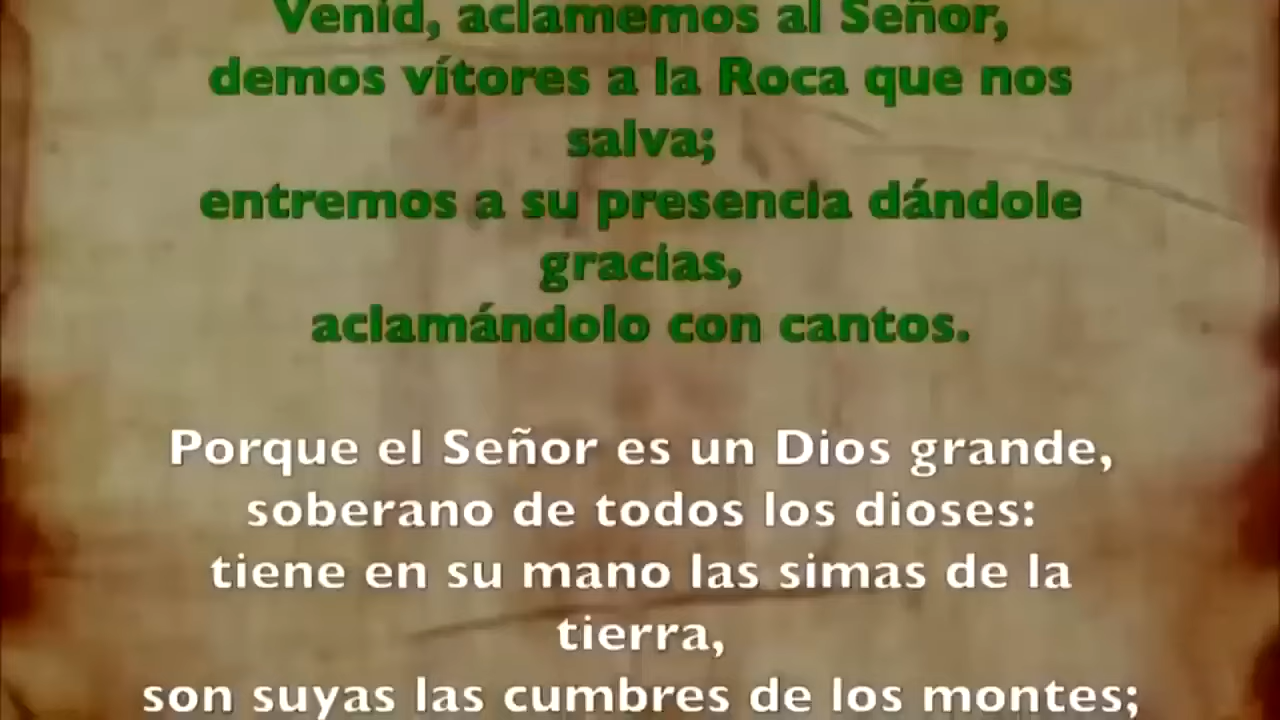 Venid, aclamemos al Señor,
demos vítores a la Roca que nos
salva;
entremos a su presencia dándole
gracias,
aclamándolo con cantos.
Porque el Señor es un Dios grande,
soberano de todos los dioses:
tiene en su mano las simas de la
tierra,
son suyas las cumbres de los montes;